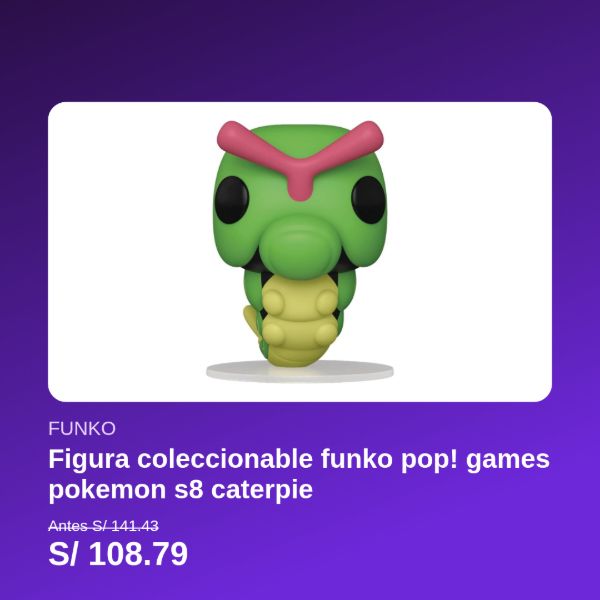 FUNKO
Figura coleccionable funko pop! games
pokemon s8 caterpie
Antes S/ 141.43
S/ 108.79